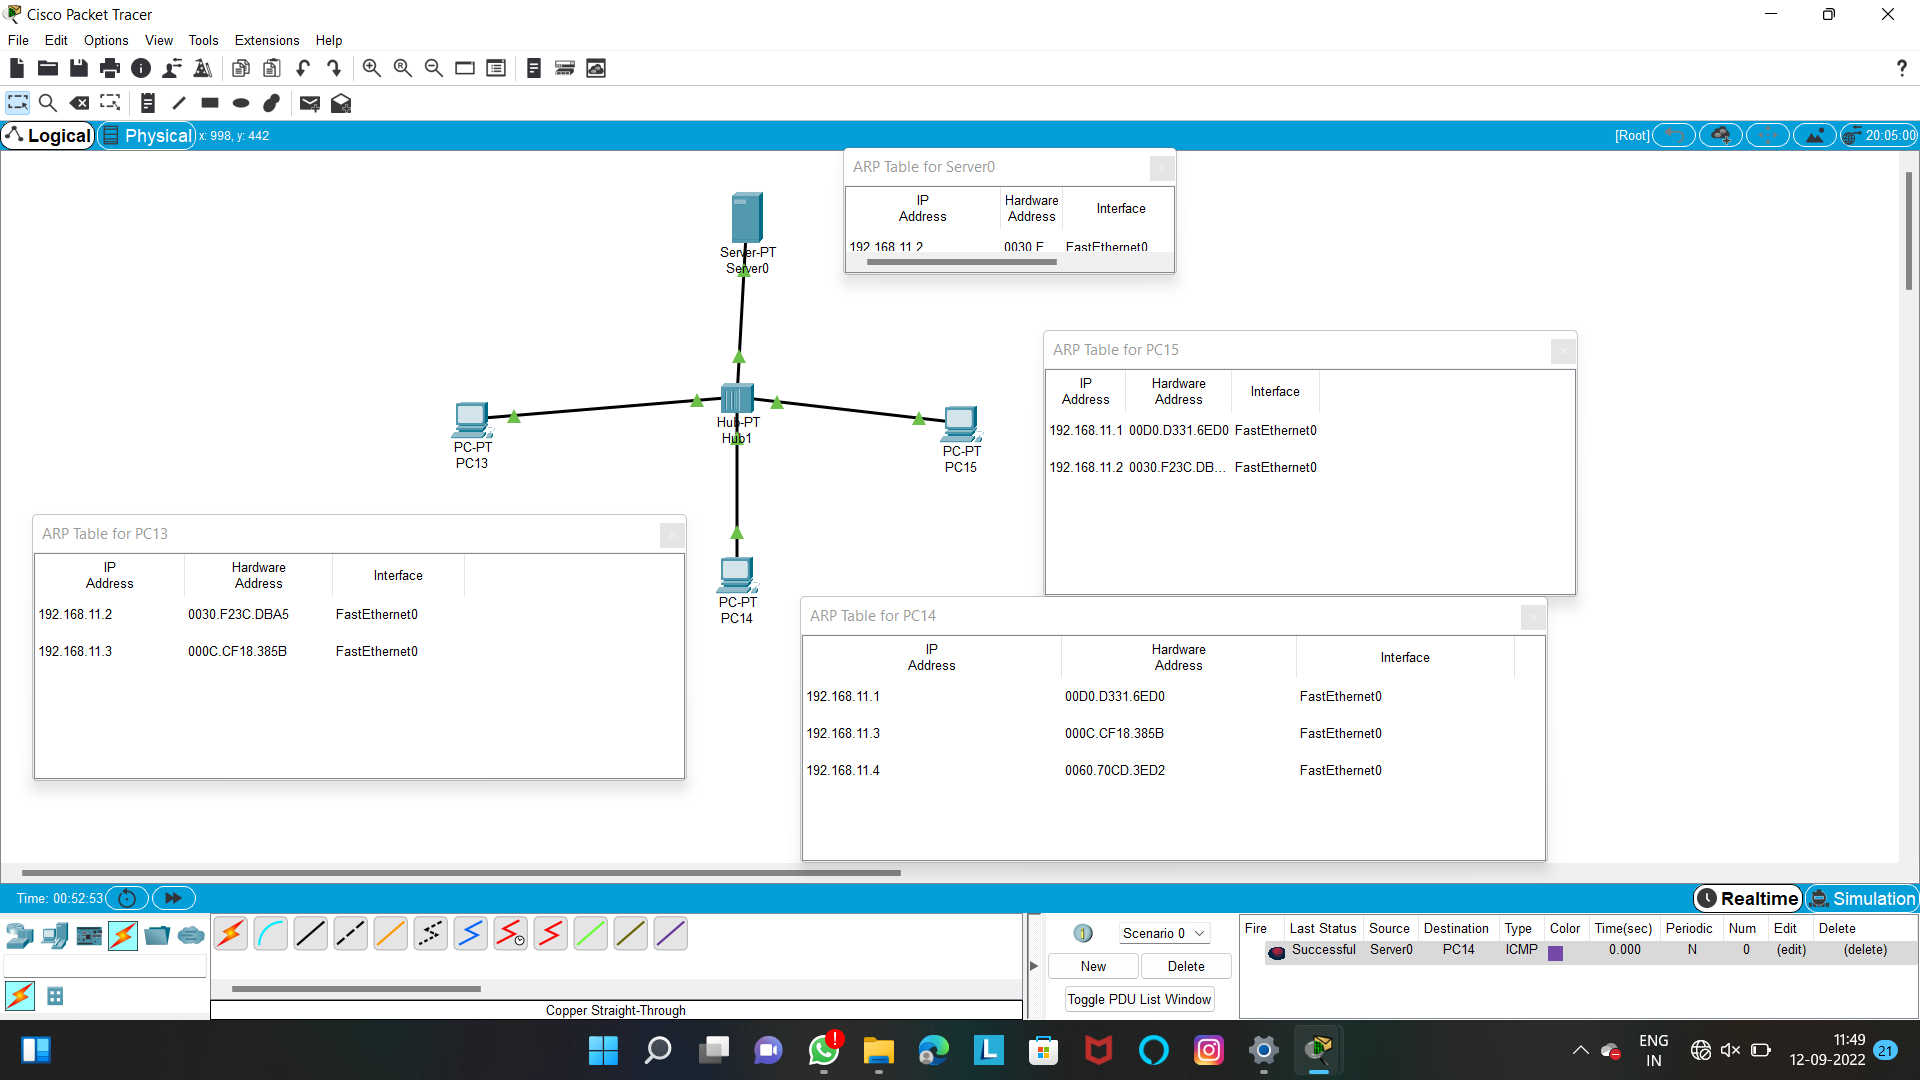 Cisco Packet Tracer
File Edit Options View Tools Extensions Help
Logical Physical x: 998, y: 442 [Root] 20:05:00
ARP Table for Server0
IP Address Hardware Address Interface
192.168.11.2 0030.F FastEthernet0
Server-PT
Server0
ARP Table for PC15
IP Address Hardware Address Interface
192.168.11.1 00D0.D331.6ED0 FastEthernet0
192.168.11.2 0030.F23C.DB... FastEthernet0
Hub-PT
Hub1
PC-PT
PC13
PC-PT
PC15
ARP Table for PC13
IP Address Hardware Address Interface
192.168.11.2 0030.F23C.DBA5 FastEthernet0
192.168.11.3 000C.CF18.385B FastEthernet0
PC-PT
PC14
ARP Table for PC14
IP Address Hardware Address Interface
192.168.11.1 00D0.D331.6ED0 FastEthernet0
192.168.11.3 000C.CF18.385B FastEthernet0
192.168.11.4 0060.70CD.3ED2 FastEthernet0
Time: 00:52:53 Realtime Simulation
Scenario 0
New Delete
Toggle PDU List Window
Fire Last Status Source Destination Type Color Time(sec) Periodic Num Edit Delete
Successful Server0 PC14 ICMP 0.000 N 0 (edit) (delete)
Copper Straight-Through
ENG
IN
11:49
12-09-2022
21